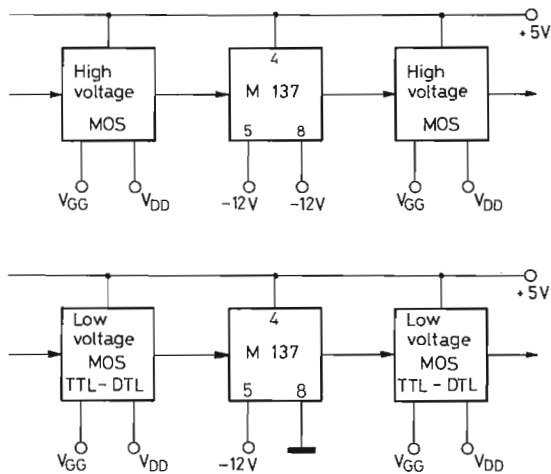 +5V
High
voltage
MOS
4
M 137
5 8
High
voltage
MOS
VGG VDD
-12V -12V
VGG VDD
+5V
Low
voltage
MOS
TTL-DTL
4
M 137
5 8
Low
voltage
MOS
TTL-DTL
VGG VDD
-12V
VGG VDD